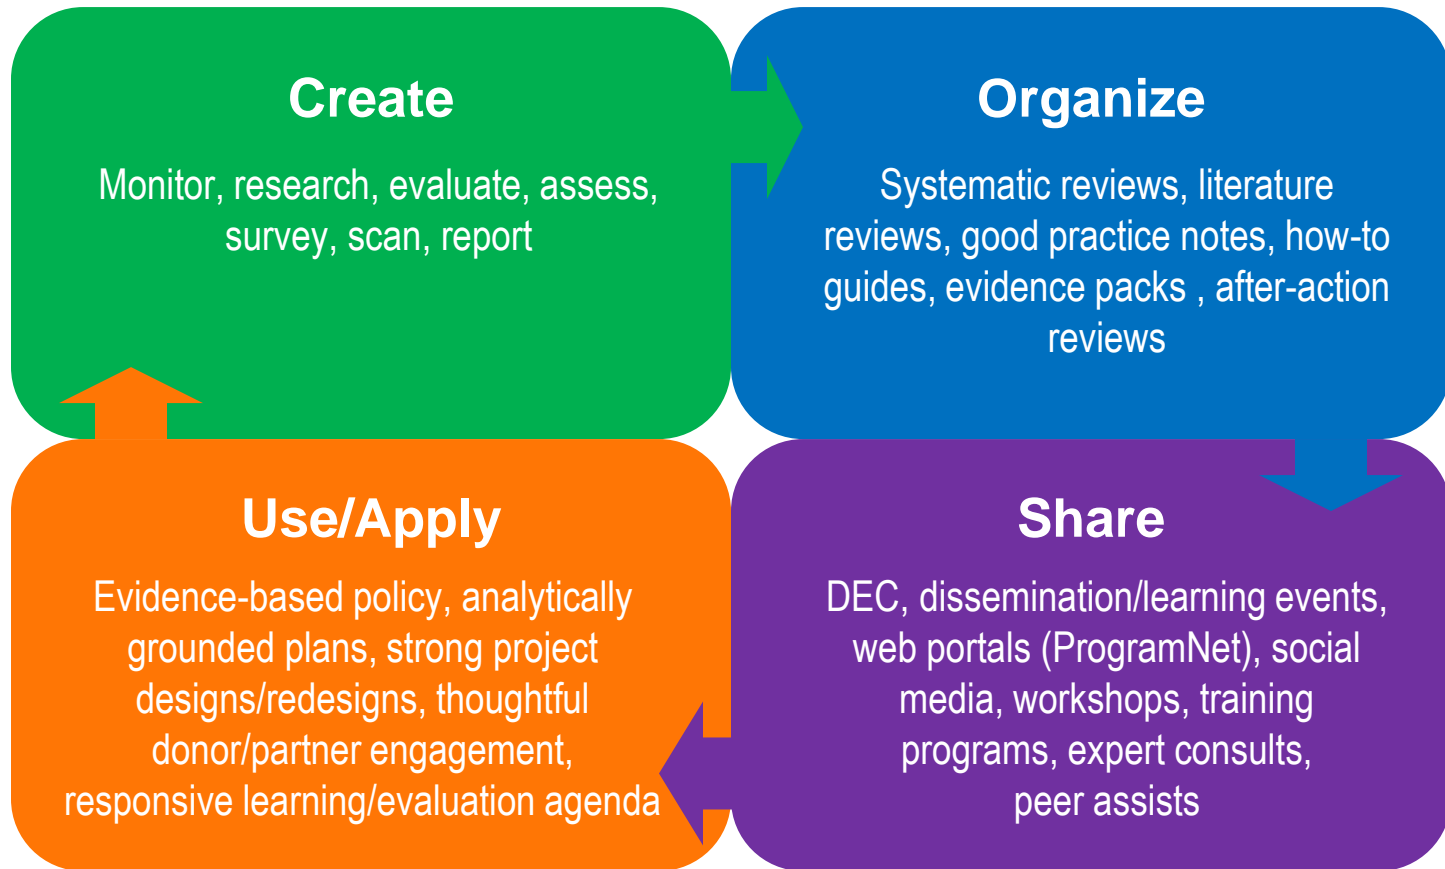 Create
Monitor, research, evaluate, assess,
survey, scan, report
Organize
Systematic reviews, literature
reviews, good practice notes, how-to
guides, evidence packs , after-action
reviews
Use/Apply
Evidence-based policy, analytically
grounded plans, strong project
designs/redesigns, thoughtful
donor/partner engagement,
responsive learning/evaluation agenda
Share
DEC, dissemination/learning events,
web portals (ProgramNet), social
media, workshops, training
programs, expert consults,
peer assists